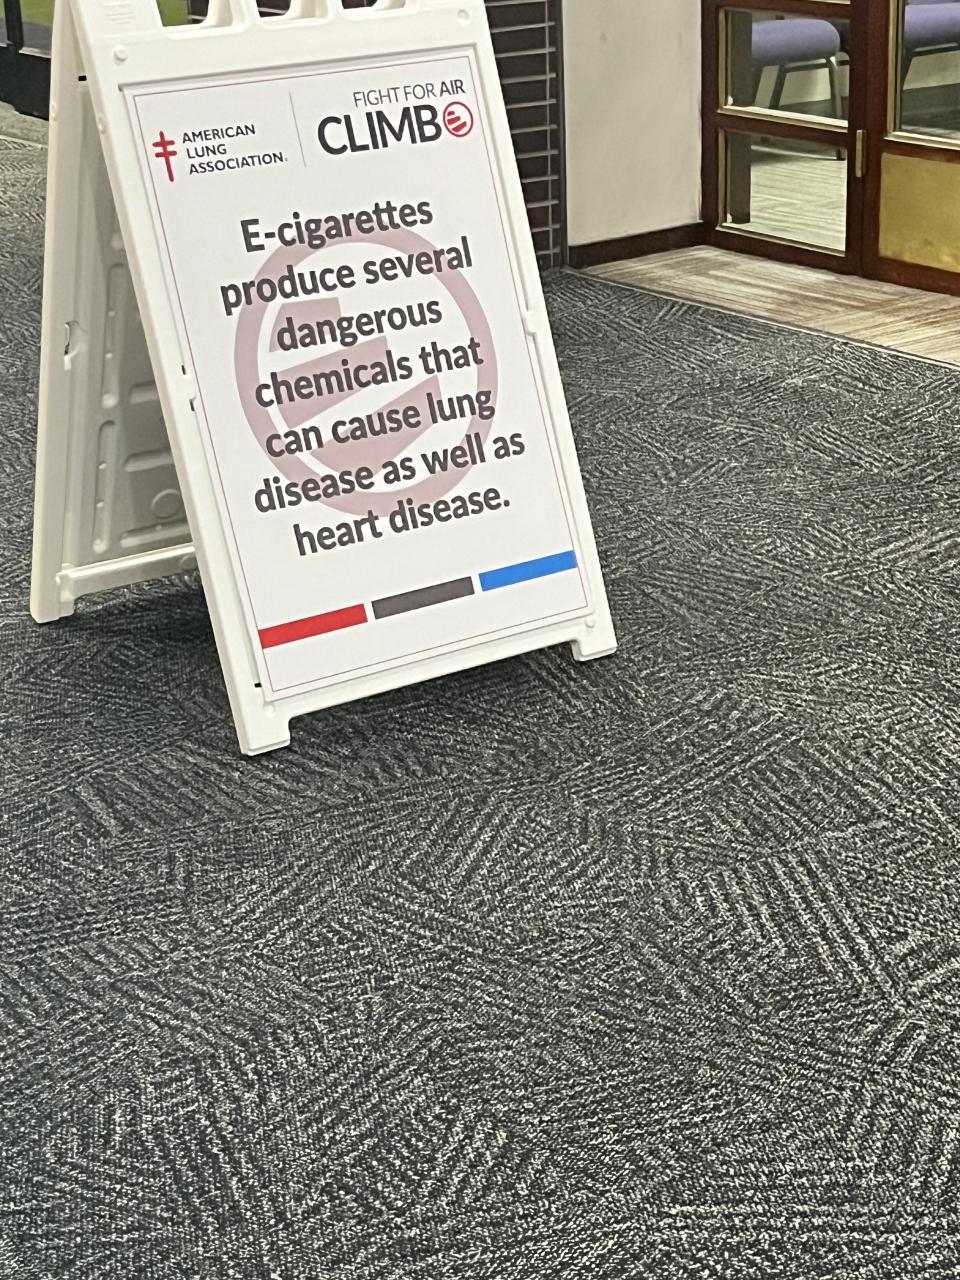 AMERICAN
LUNG
ASSOCIATION.
FIGHT FOR AIR
CLIMB
E-cigarettes
produce several
dangerous
chemicals that
can cause lung
disease as well as
heart disease.